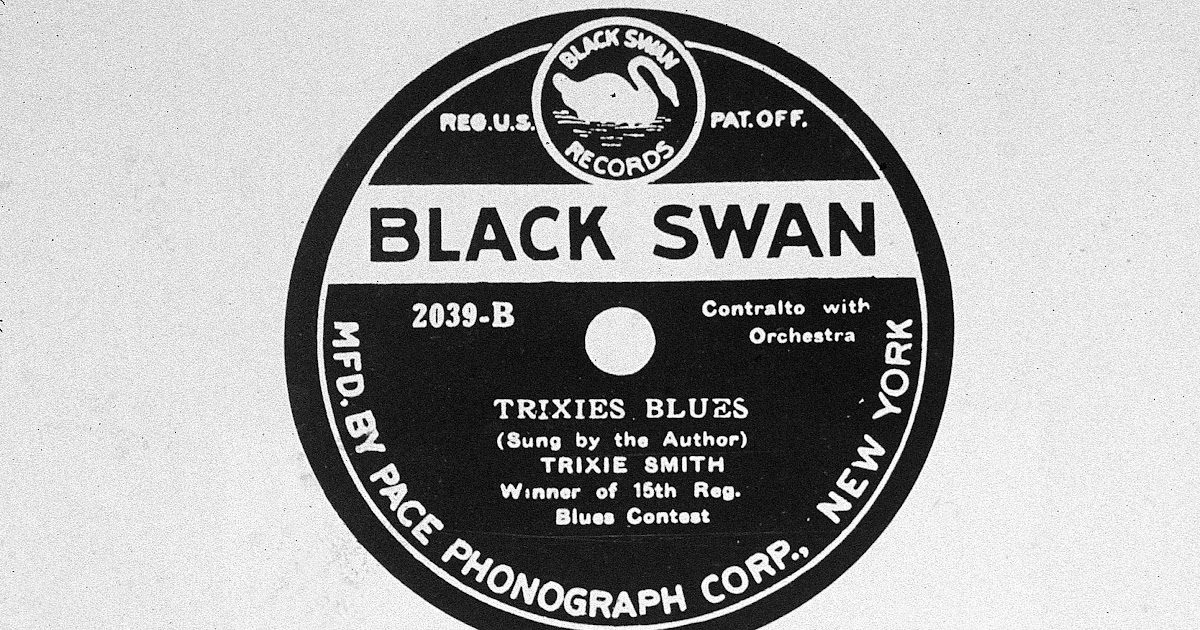 BLACK SWAN
RECORDS
REG.U.S. PAT.OFF.
BLACK SWAN
2039-B
Contralto with
Orchestra
TRIXIES BLUES
(Sung by the Author)
TRIXIE SMITH
Winner of 15th Reg.
Blues Contest
MFD. BY PACE PHONOGRAPH CORP., NEW YORK